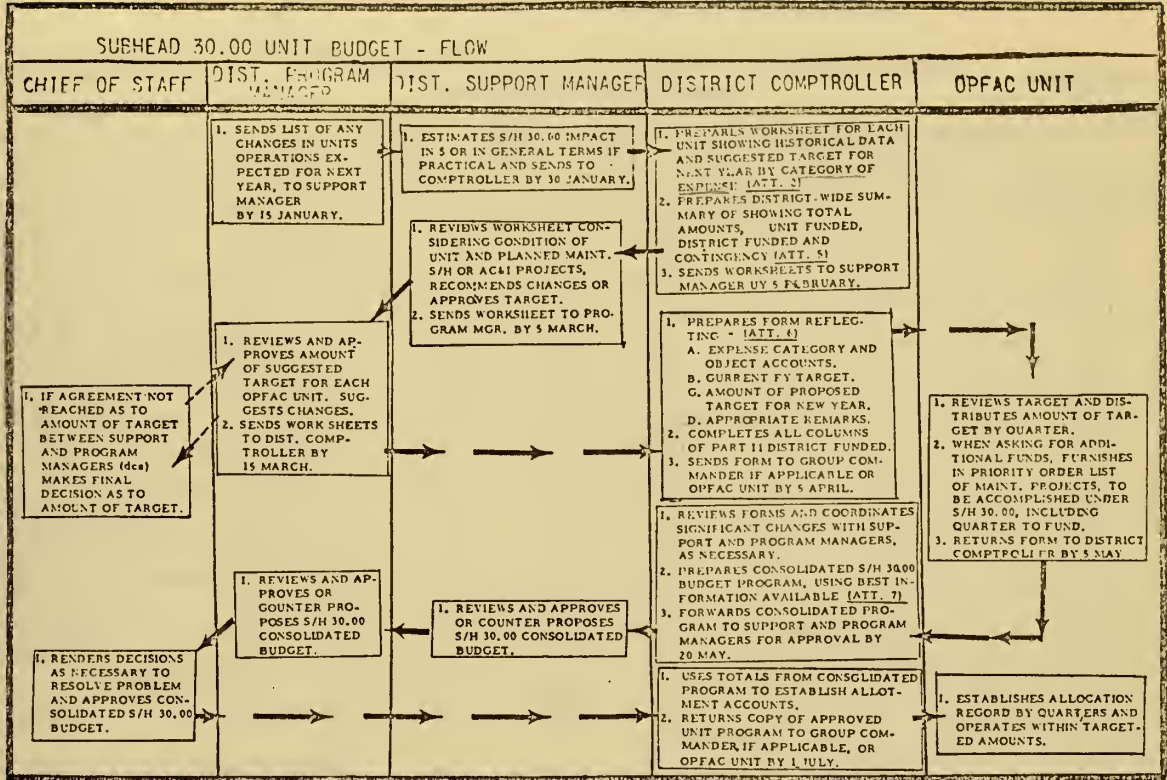 SUBHEAD 30.00 UNIT BUDGET - FLOW
CHIEF OF STAFF
DIST. PROGRAM
MANAGER
DIST. SUPPORT MANAGER
DISTRICT COMPTROLLER
OPFAC UNIT
1. SENDS LIST OF ANY
CHANGES IN UNITS
OPERATIONS EX-
PECTED FOR NEXT
YEAR, TO SUPPORT
MANAGER
BY 15 JANUARY.
1. ESTIMATES S/H 30.00 IMPACT
IN $ OR IN GENERAL TERMS IF
PRACTICAL AND SENDS TO
COMPTROLLER BY 30 JANUARY.
1. PREPARES WORKSHEET FOR EACH
UNIT SHOWING HISTORICAL DATA
AND SUGGESTED TARGET FOR
NEXT YEAR BY CATEGORY OF
EXPENSE (ATT. 2)
2. PREPARES DISTRICT-WIDE SUM-
MARY OF SHOWING TOTAL
AMOUNTS, UNIT FUNDED,
DISTRICT FUNDED AND
CONTINGENCY (ATT. 5)
3. SENDS WORKSHEETS TO SUPPORT
MANAGER BY 5 FEBRUARY.
1. REVIEWS WORKSHEET CON-
SIDERING CONDITION OF
UNIT AND PLANNED MAINT.
S/H OR AC&I PROJECTS,
RECOMMENDS CHANGES OR
APPROVES TARGET.
2. SENDS WORKSHEET TO PRO-
GRAM MGR. BY 5 MARCH.
1. REVIEWS AND AP-
PROVES AMOUNT
OF SUGGESTED
TARGET FOR EACH
OPFAC UNIT. SUG-
GESTS CHANGES.
2. SENDS WORK SHEETS
TO DIST. COMP-
TROLLER BY
15 MARCH.
1. IF AGREEMENT NOT
REACHED AS TO
AMOUNT OF TARGET
BETWEEN SUPPORT
AND PROGRAM
MANAGERS (dcs)
MAKES FINAL
DECISION AS TO
AMOUNT OF TARGET.
1. PREPARES FORM REFLEG-
TING - (ATT. 6)
A. EXPENSE CATEGORY AND
OBJECT ACCOUNTS.
B. GURRENT FY TARGET.
G. AMOUNT OF PROPOSED
TARGET FOR NEW YEAR.
D. APPROPRIATE REMARKS.
2. COMPLETES ALL COLUMNS
OF PART II DISTRICT FUNDED.
3. SENDS FORM TO GROUP COM-
MANDER IF APPLICABLE OR
OPFAC UNIT BY 5 APRIL.
1. REVIEWS TARGET AND DIS-
TRIBUTES AMOUNT OF TAR-
GET BY QUARTER.
2. WHEN ASKING FOR ADDI-
TIONAL FUNDS, FURNISHES
IN PRIORITY ORDER LIST
OF MAINT. PROJECTS, TO
BE ACCOMPLISHED UNDER
S/H 30.00, INCLUDING
QUARTER TO FUND.
3. RETURNS FORM TO DISTRICT
COMPTROLLER BY 5 MAY
1. REVIEWS FORMS AND COORDINATES
SIGNIFICANT CHANGES WITH SUP-
PORT AND PROGRAM MANAGERS,
AS NECESSARY.
2. PREPARES CONSOLIDATED S/H 30.00
BUDGET PROGRAM, USING BEST IN-
FORMATION AVAILABLE (ATT. 7)
3. FORWARDS CONSOLIDATED PRO-
GRAM TO SUPPORT AND PROGRAM
MANAGERS FOR APPROVAL BY
20 MAY.
1. REVIEWS AND APPROVES
OR COUNTER PROPOSES
S/H 30.00 CONSOLIDATED
BUDGET.
1. REVIEWS AND AP-
PROVES OR
COUNTER PRO-
POSES S/H 30.00
CONSOLIDATED
BUDGET.
1. RENDERS DECISIONS
AS NECESSARY TO
RESOLVE PROBLEM
AND APPROVES CON-
SOLIDATED S/H 30.00
BUDGET.
1. USES TOTALS FROM CONSOLIDATED
PROGRAM TO ESTABLISH ALLOT-
MENT ACCOUNTS.
2. RETURNS COPY OF APPROVED
UNIT PROGRAM TO GROUP COM-
MANDER, IF APPLICABLE, OR
OPFAC UNIT BY 1 JULY.
1. ESTABLISHES ALLOCATION
RECORD BY QUARTERS AND
OPERATES WITHIN TARGET-
ED AMOUNTS.